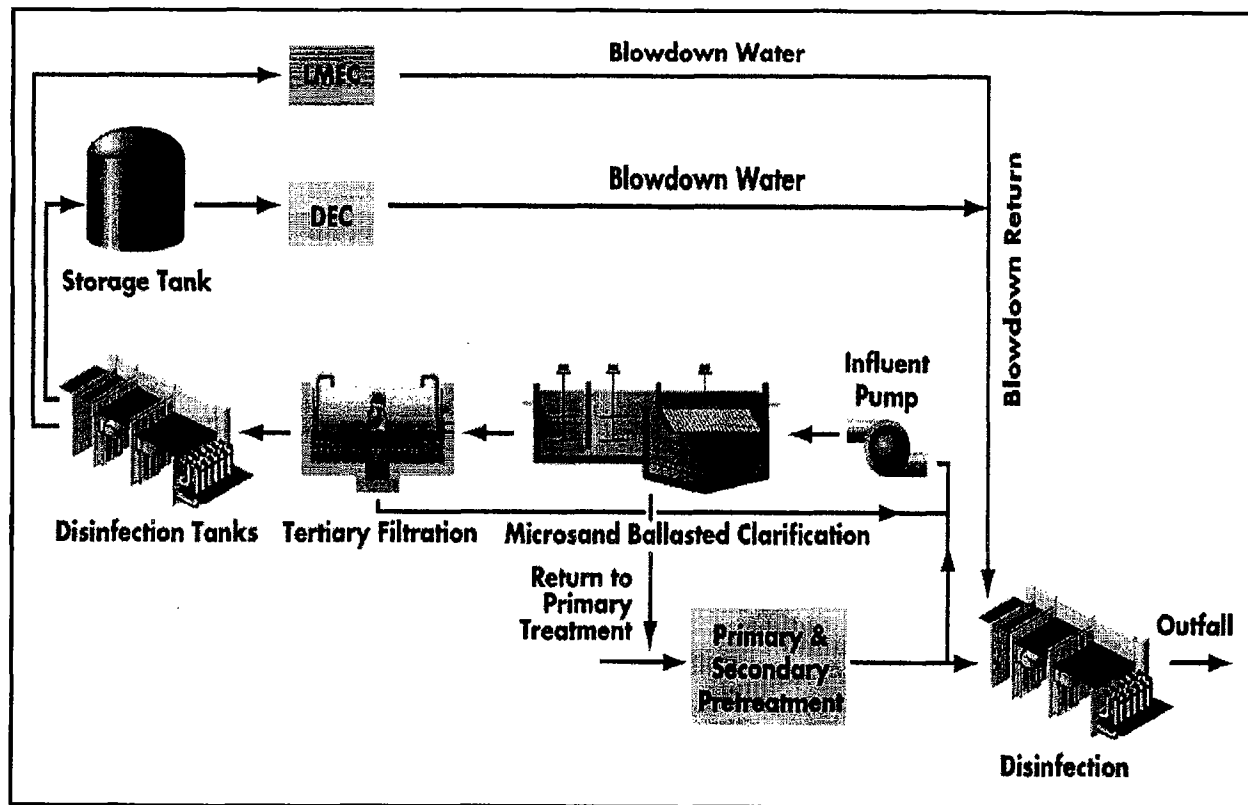 LMEC
Blowdown Water
DEC
Blowdown Water
Blowdown Return
Storage Tank
Influent
Pump
Disinfection Tanks
Tertiary Filtration
Microsand Ballasted Clarification
Return to
Primary
Treatment
Primary &
Secondary
Pretreatment
Outfall
Disinfection